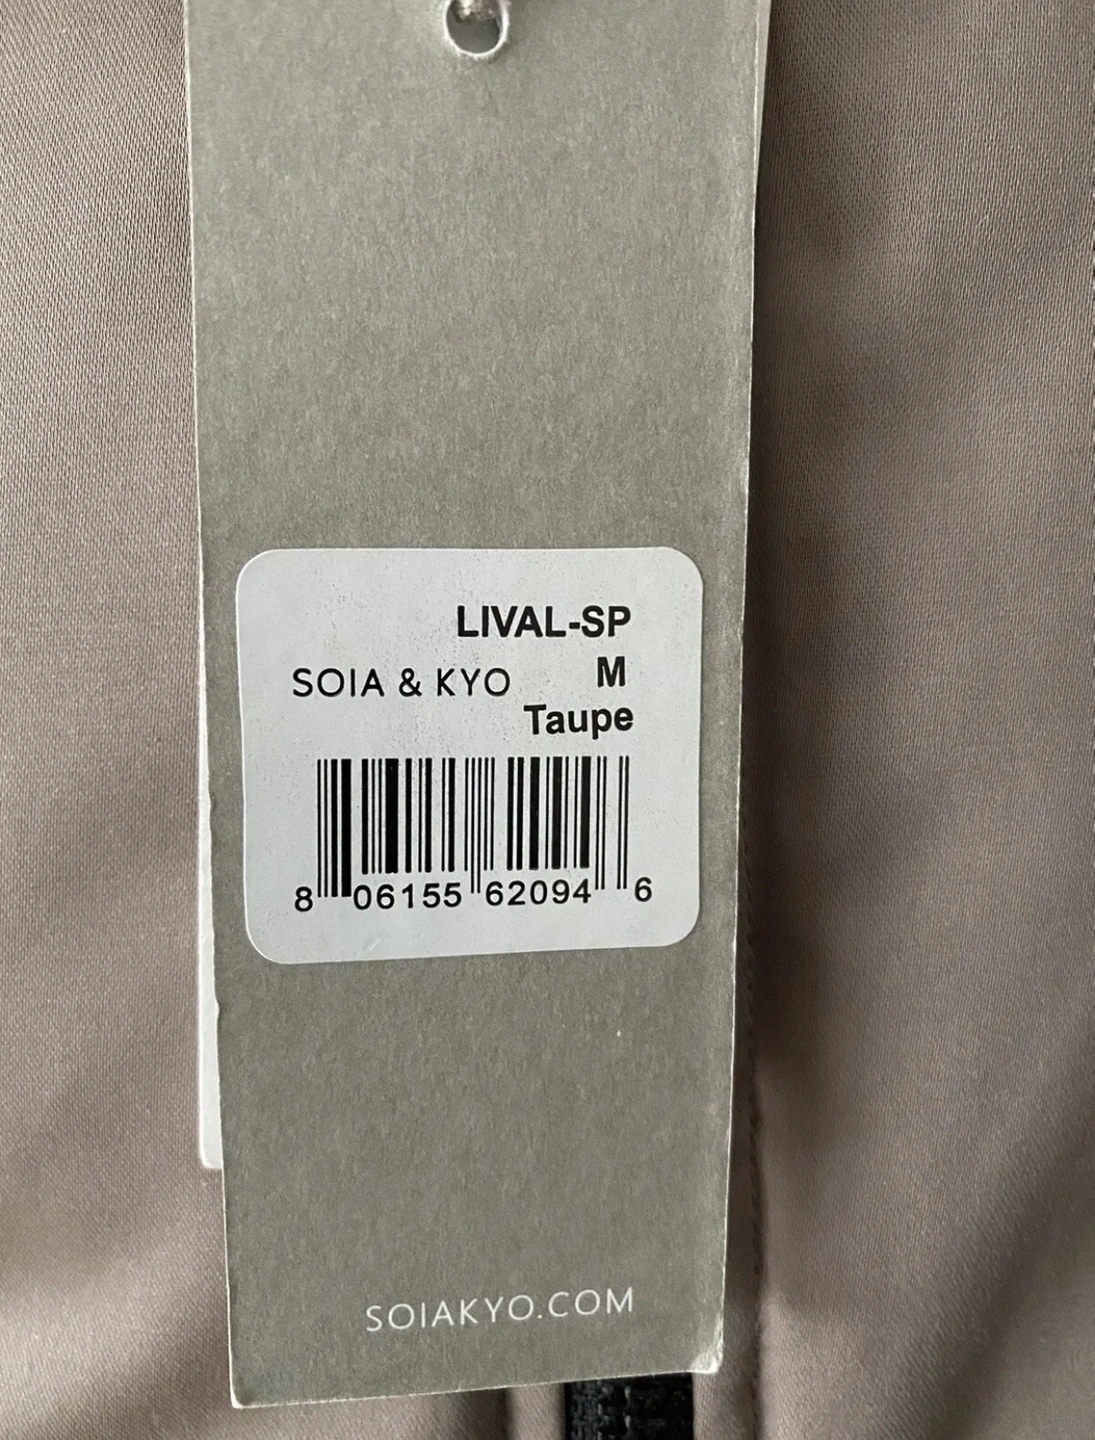 LIVAL-SP
SOIA & KYO M
Taupe
8 06155 62094 6
SOIAKYO.COM